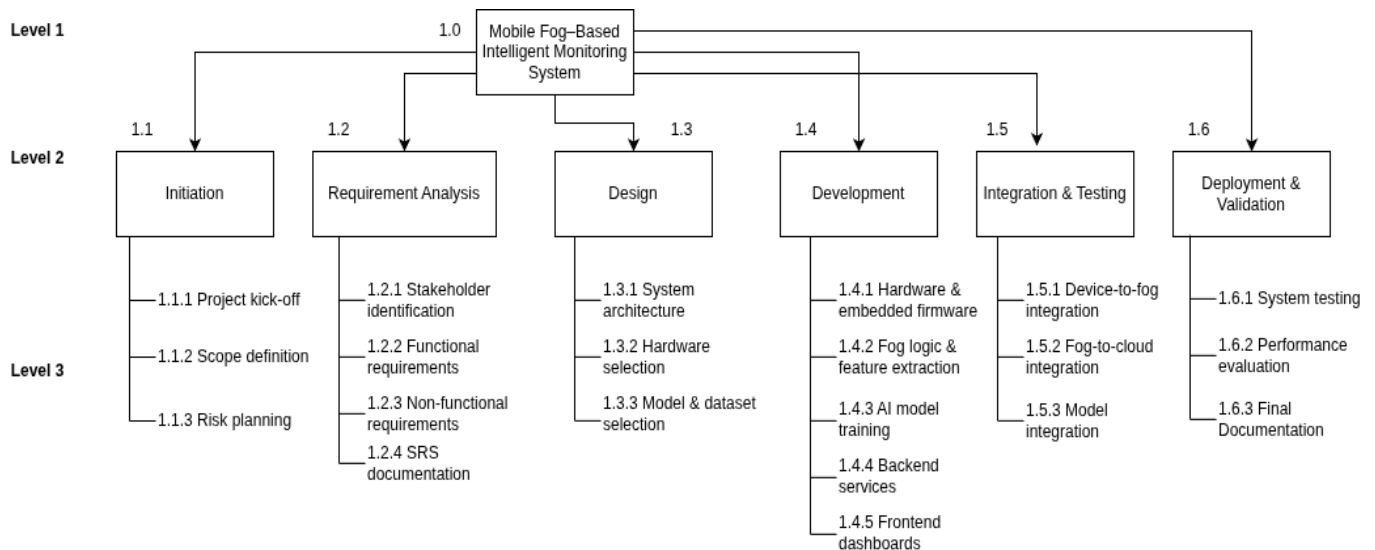 Level 1
1.0
Mobile Fog–Based
Intelligent Monitoring
System
Level 2
1.1
Initiation
1.1.1 Project kick-off
1.1.2 Scope definition
1.1.3 Risk planning
1.2
Requirement Analysis
1.2.1 Stakeholder
identification
1.2.2 Functional
requirements
1.2.3 Non-functional
requirements
1.2.4 SRS
documentation
1.3
Design
1.3.1 System
architecture
1.3.2 Hardware
selection
1.3.3 Model & dataset
selection
1.4
Development
1.4.1 Hardware &
embedded firmware
1.4.2 Fog logic &
feature extraction
1.4.3 AI model
training
1.4.4 Backend
services
1.4.5 Frontend
dashboards
1.5
Integration & Testing
1.5.1 Device-to-fog
integration
1.5.2 Fog-to-cloud
integration
1.5.3 Model
integration
1.6
Deployment &
Validation
1.6.1 System testing
1.6.2 Performance
evaluation
1.6.3 Final
Documentation
Level 3